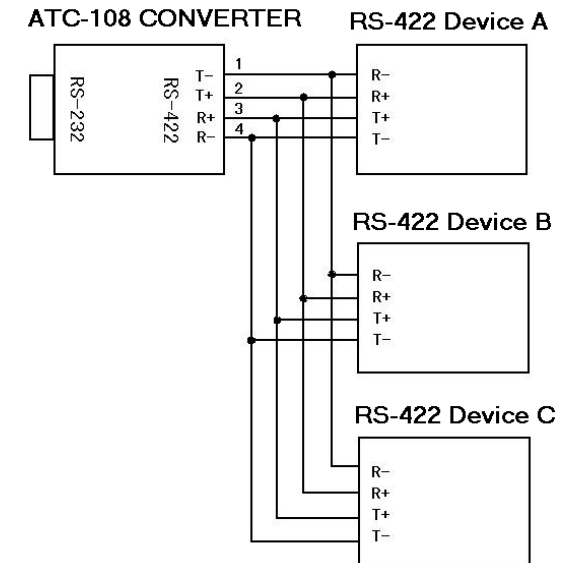 ATC-108 CONVERTER
RS-422 Device A
RS-232
RS-422
T-
T+
R+
R-
1
2
3
4
R-
R+
T+
T-
RS-422 Device B
R-
R+
T+
T-
RS-422 Device C
R-
R+
T+
T-